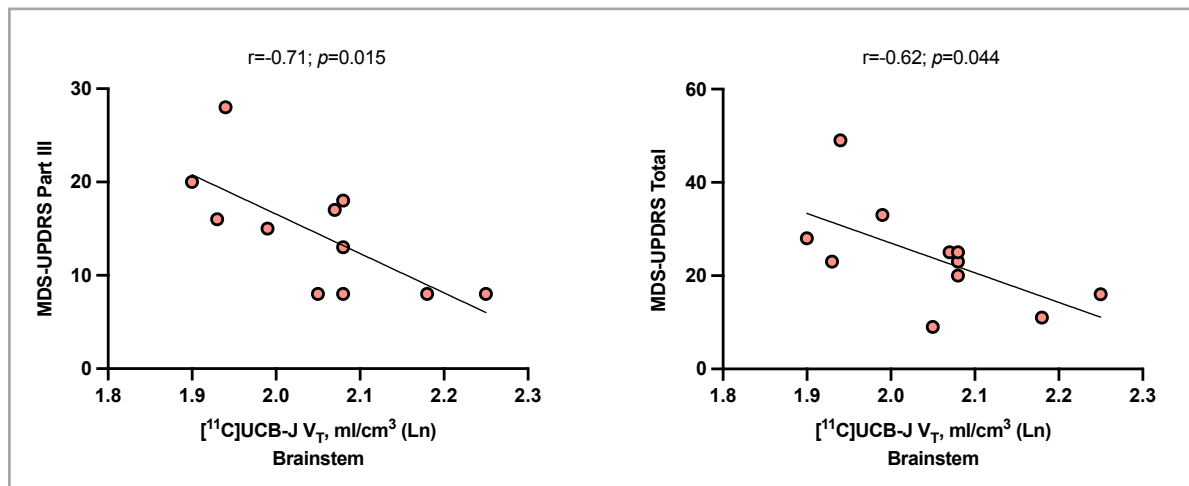 r=-0.71; p=0.015
MDS-UPDRS Part III
30
20
10
0
1.8 1.9 2.0 2.1 2.2 2.3
[¹¹C]UCB-J V_T, ml/cm³ (Ln)
Brainstem
r=-0.62; p=0.044
MDS-UPDRS Total
60
40
20
0
1.8 1.9 2.0 2.1 2.2 2.3
[¹¹C]UCB-J V_T, ml/cm³ (Ln)
Brainstem